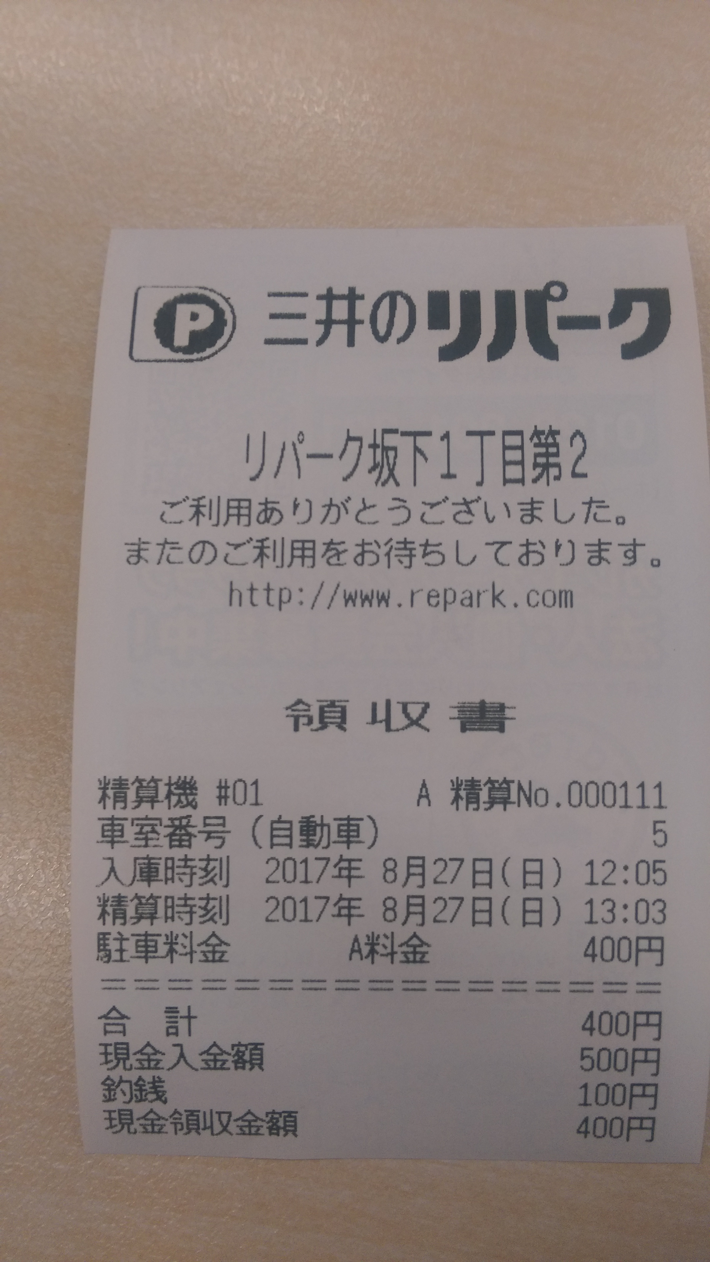 P 三井のリパーク
リパーク坂下1丁目第2
ご利用ありがとうございました。
またのご利用をお待ちしております。
http://www.repark.com
領収書
精算機 #01 A 精算No.000111
車室番号(自動車) 5
入庫時刻 2017年 8月27日(日) 12:05
精算時刻 2017年 8月27日(日) 13:03
駐車料金 A料金 400円
==================
合 計 400円
現金入金額 500円
釣銭 100円
現金領収金額 400円